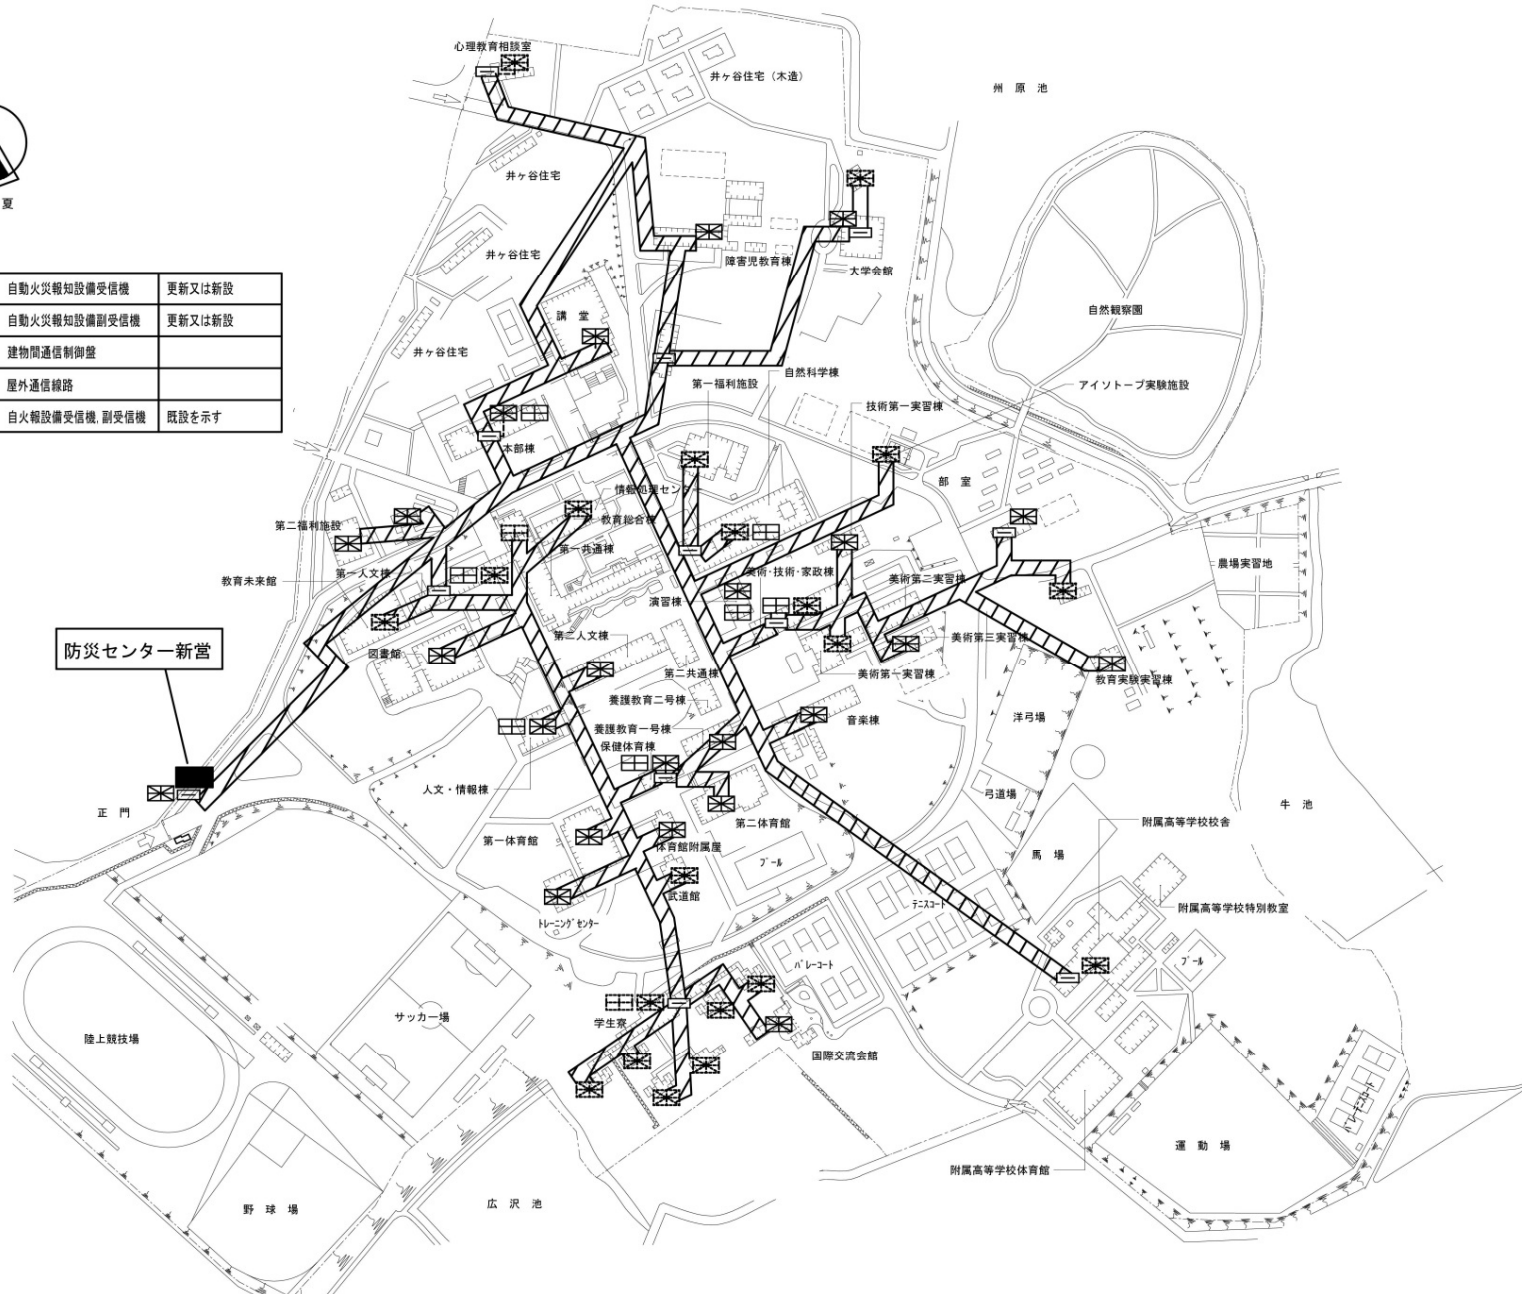 心理教育相談室
井ヶ谷住宅（木造）
州 原 池
井ヶ谷住宅
夏
井ヶ谷住宅
障害児教育棟
大学会館
自動火災報知設備受信機 更新又は新設
自動火災報知設備副受信機 更新又は新設
建物間通信制御盤
屋外通信線路
自火報設備受信機,副受信機 既設を示す
自然観察園
講 堂
井ヶ谷住宅
自然科学棟
第一福利施設
アイソトープ実験施設
技術第一実習棟
本部棟
部 室
情報処理センター
第二福利施設
教育総合棟
第一共通棟
農場実習地
美術・技術・家政棟
第一人文棟
教育未来館
美術第二実習棟
演習棟
第二人文棟
美術第三実習棟
防災センター新営
図書館
第二共通棟
美術第一実習棟
教育実験実習棟
養護教育二号棟
洋弓場
音楽棟
養護教育一号棟
保健体育棟
人文・情報棟
弓道場
牛 池
正 門
附属高等学校校舎
第二体育館
第一体育館
体育館附属屋
馬 場
プール
武道館
テニスコート
附属高等学校特別教室
トレーニングセンター
バレーコート
プール
サッカー場
学生寮
陸上競技場
国際交流会館
テニスコート
運 動 場
附属高等学校体育館
広 沢 池
野 球 場